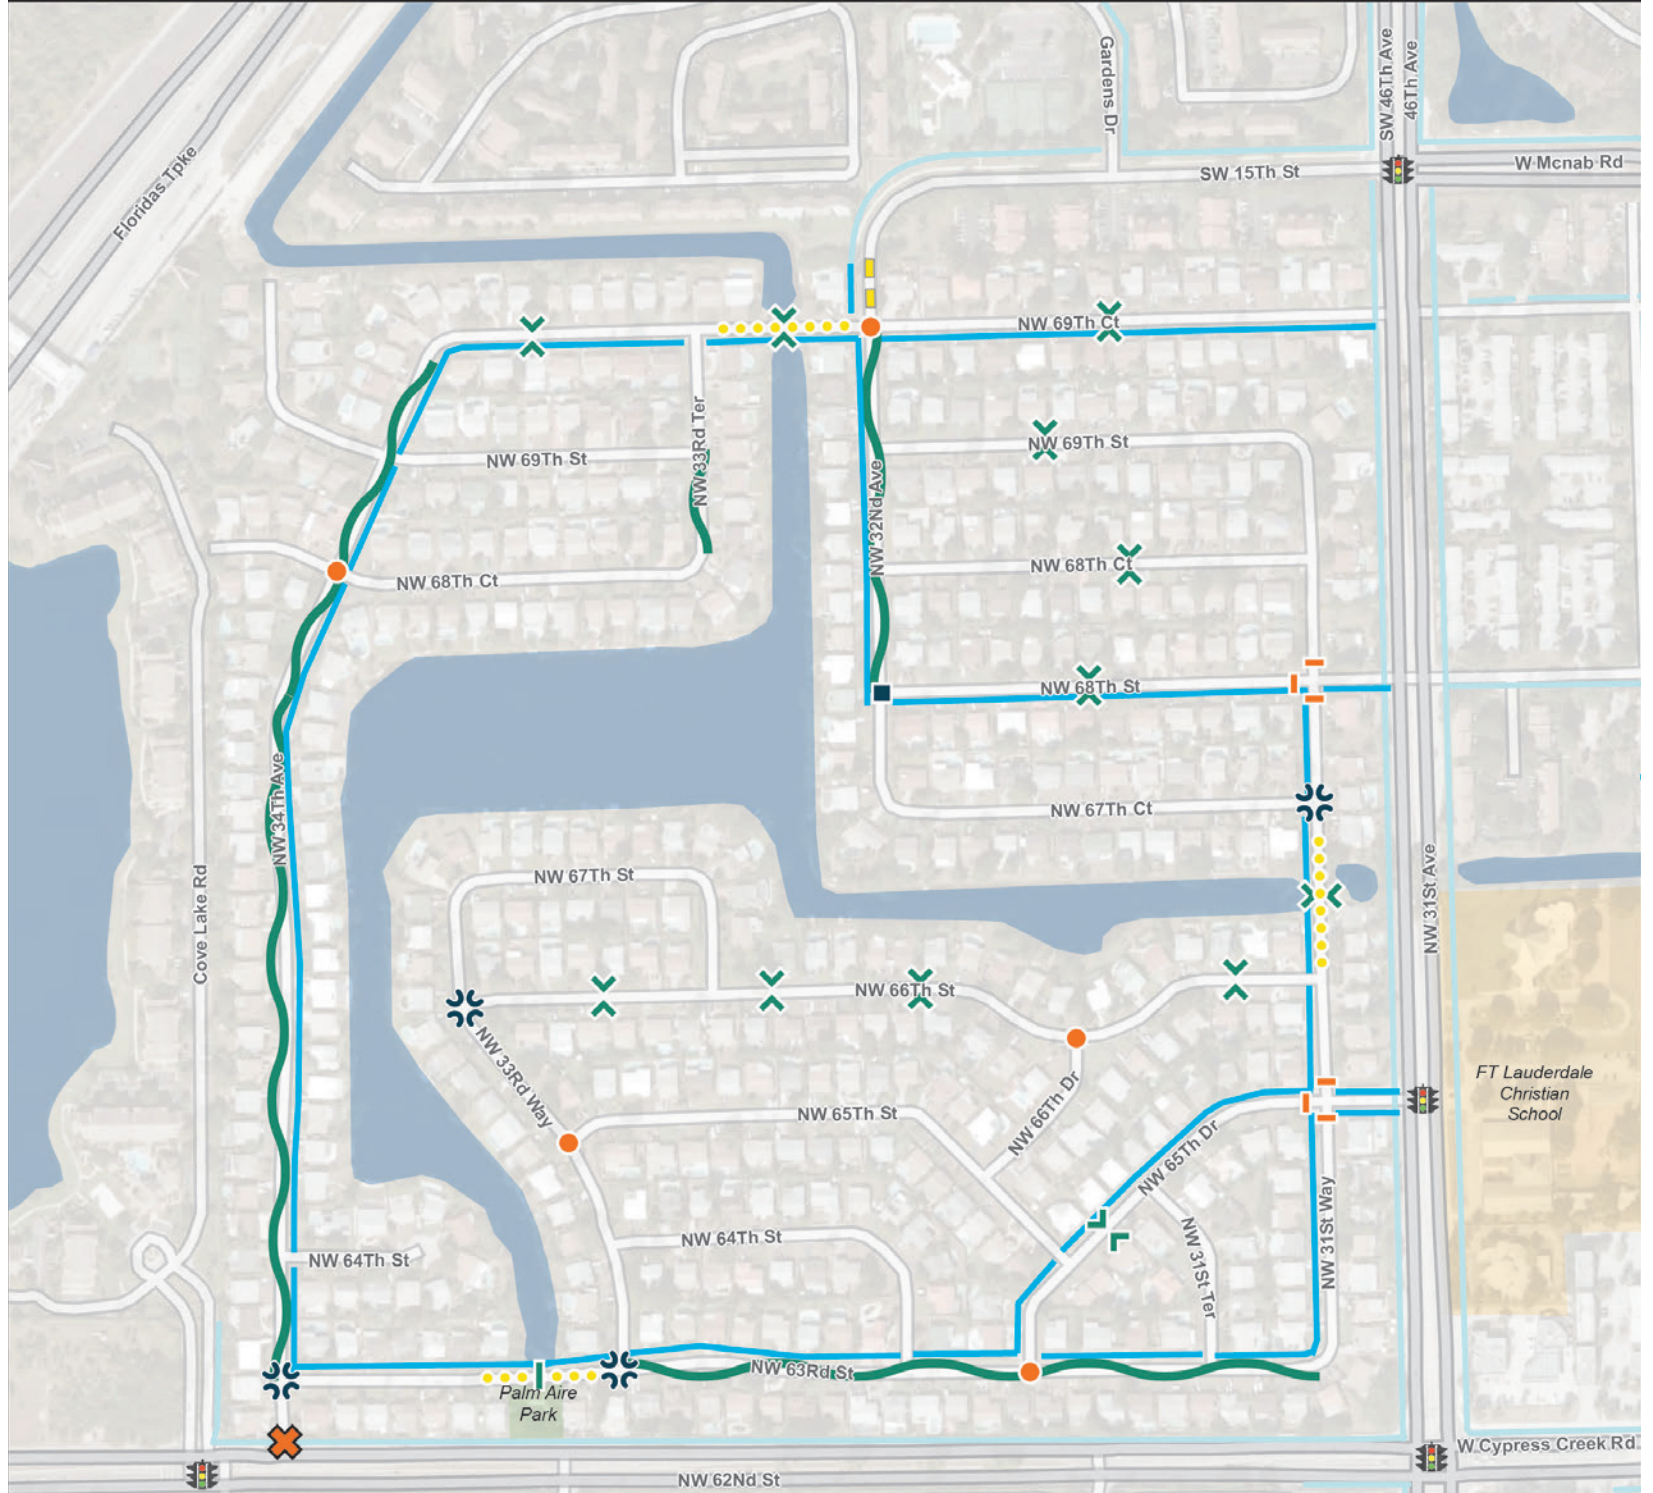 SW 46Th Ave
46Th Ave
Gardens Dr
W Mcnab Rd
SW 15Th St
Floridas Tpke
NW 69Th Ct
NW 33Rd Ter
NW 69Th St
NW 69Th St
NW 32Nd Ave
NW 68Th Ct
NW 68Th Ct
NW 68Th St
NW 34Th Ave
NW 67Th Ct
NW 67Th St
Cove Lake Rd
NW 31St Ave
NW 66Th St
NW 33Rd Way
NW 66Th Dr
FT Lauderdale
Christian
School
NW 65Th St
NW 65Th Dr
NW 31St Way
NW 64Th St
NW 31St Ter
NW 64Th St
NW 63Rd St
Palm Aire
Park
W Cypress Creek Rd
NW 62Nd St